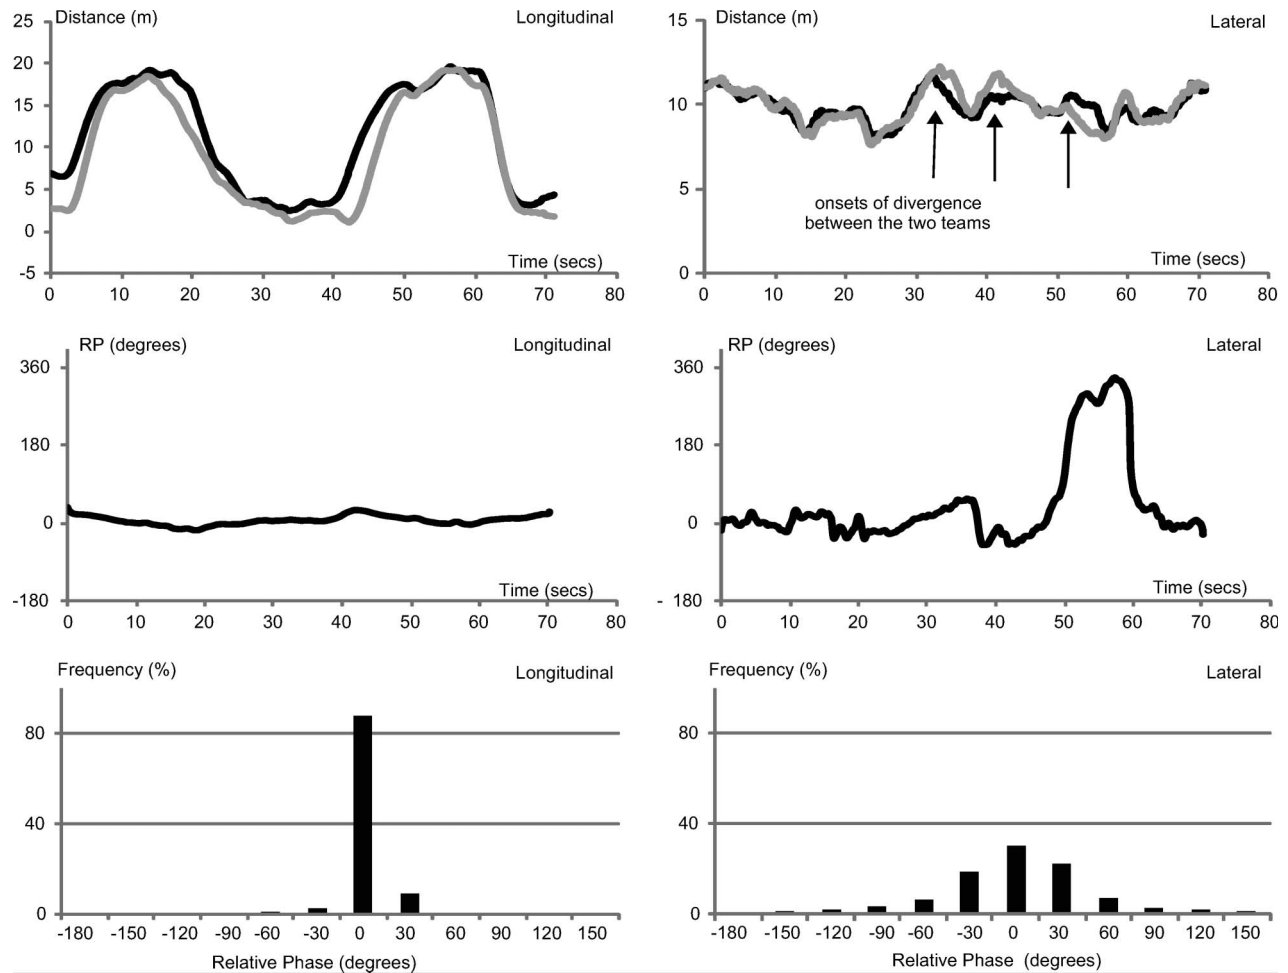 Distance (m) Longitudinal
25
20
15
10
5
0
-5
Time (secs)
0 10 20 30 40 50 60 70 80
Distance (m) Lateral
15
10
5
0
onsets of divergence
between the two teams
Time (secs)
0 10 20 30 40 50 60 70 80
RP (degrees) Longitudinal
360
180
0
-180
Time (secs)
0 10 20 30 40 50 60 70 80
RP (degrees) Lateral
360
180
0
- 180
Time (secs)
0 10 20 30 40 50 60 70 80
Frequency (%) Longitudinal
80
40
0
-180 -150 -120 -90 -60 -30 0 30 60 90 120 150
Relative Phase (degrees)
Frequency (%) Lateral
80
40
0
-180 -150 -120 -90 -60 -30 0 30 60 90 120 150
Relative Phase (degrees)